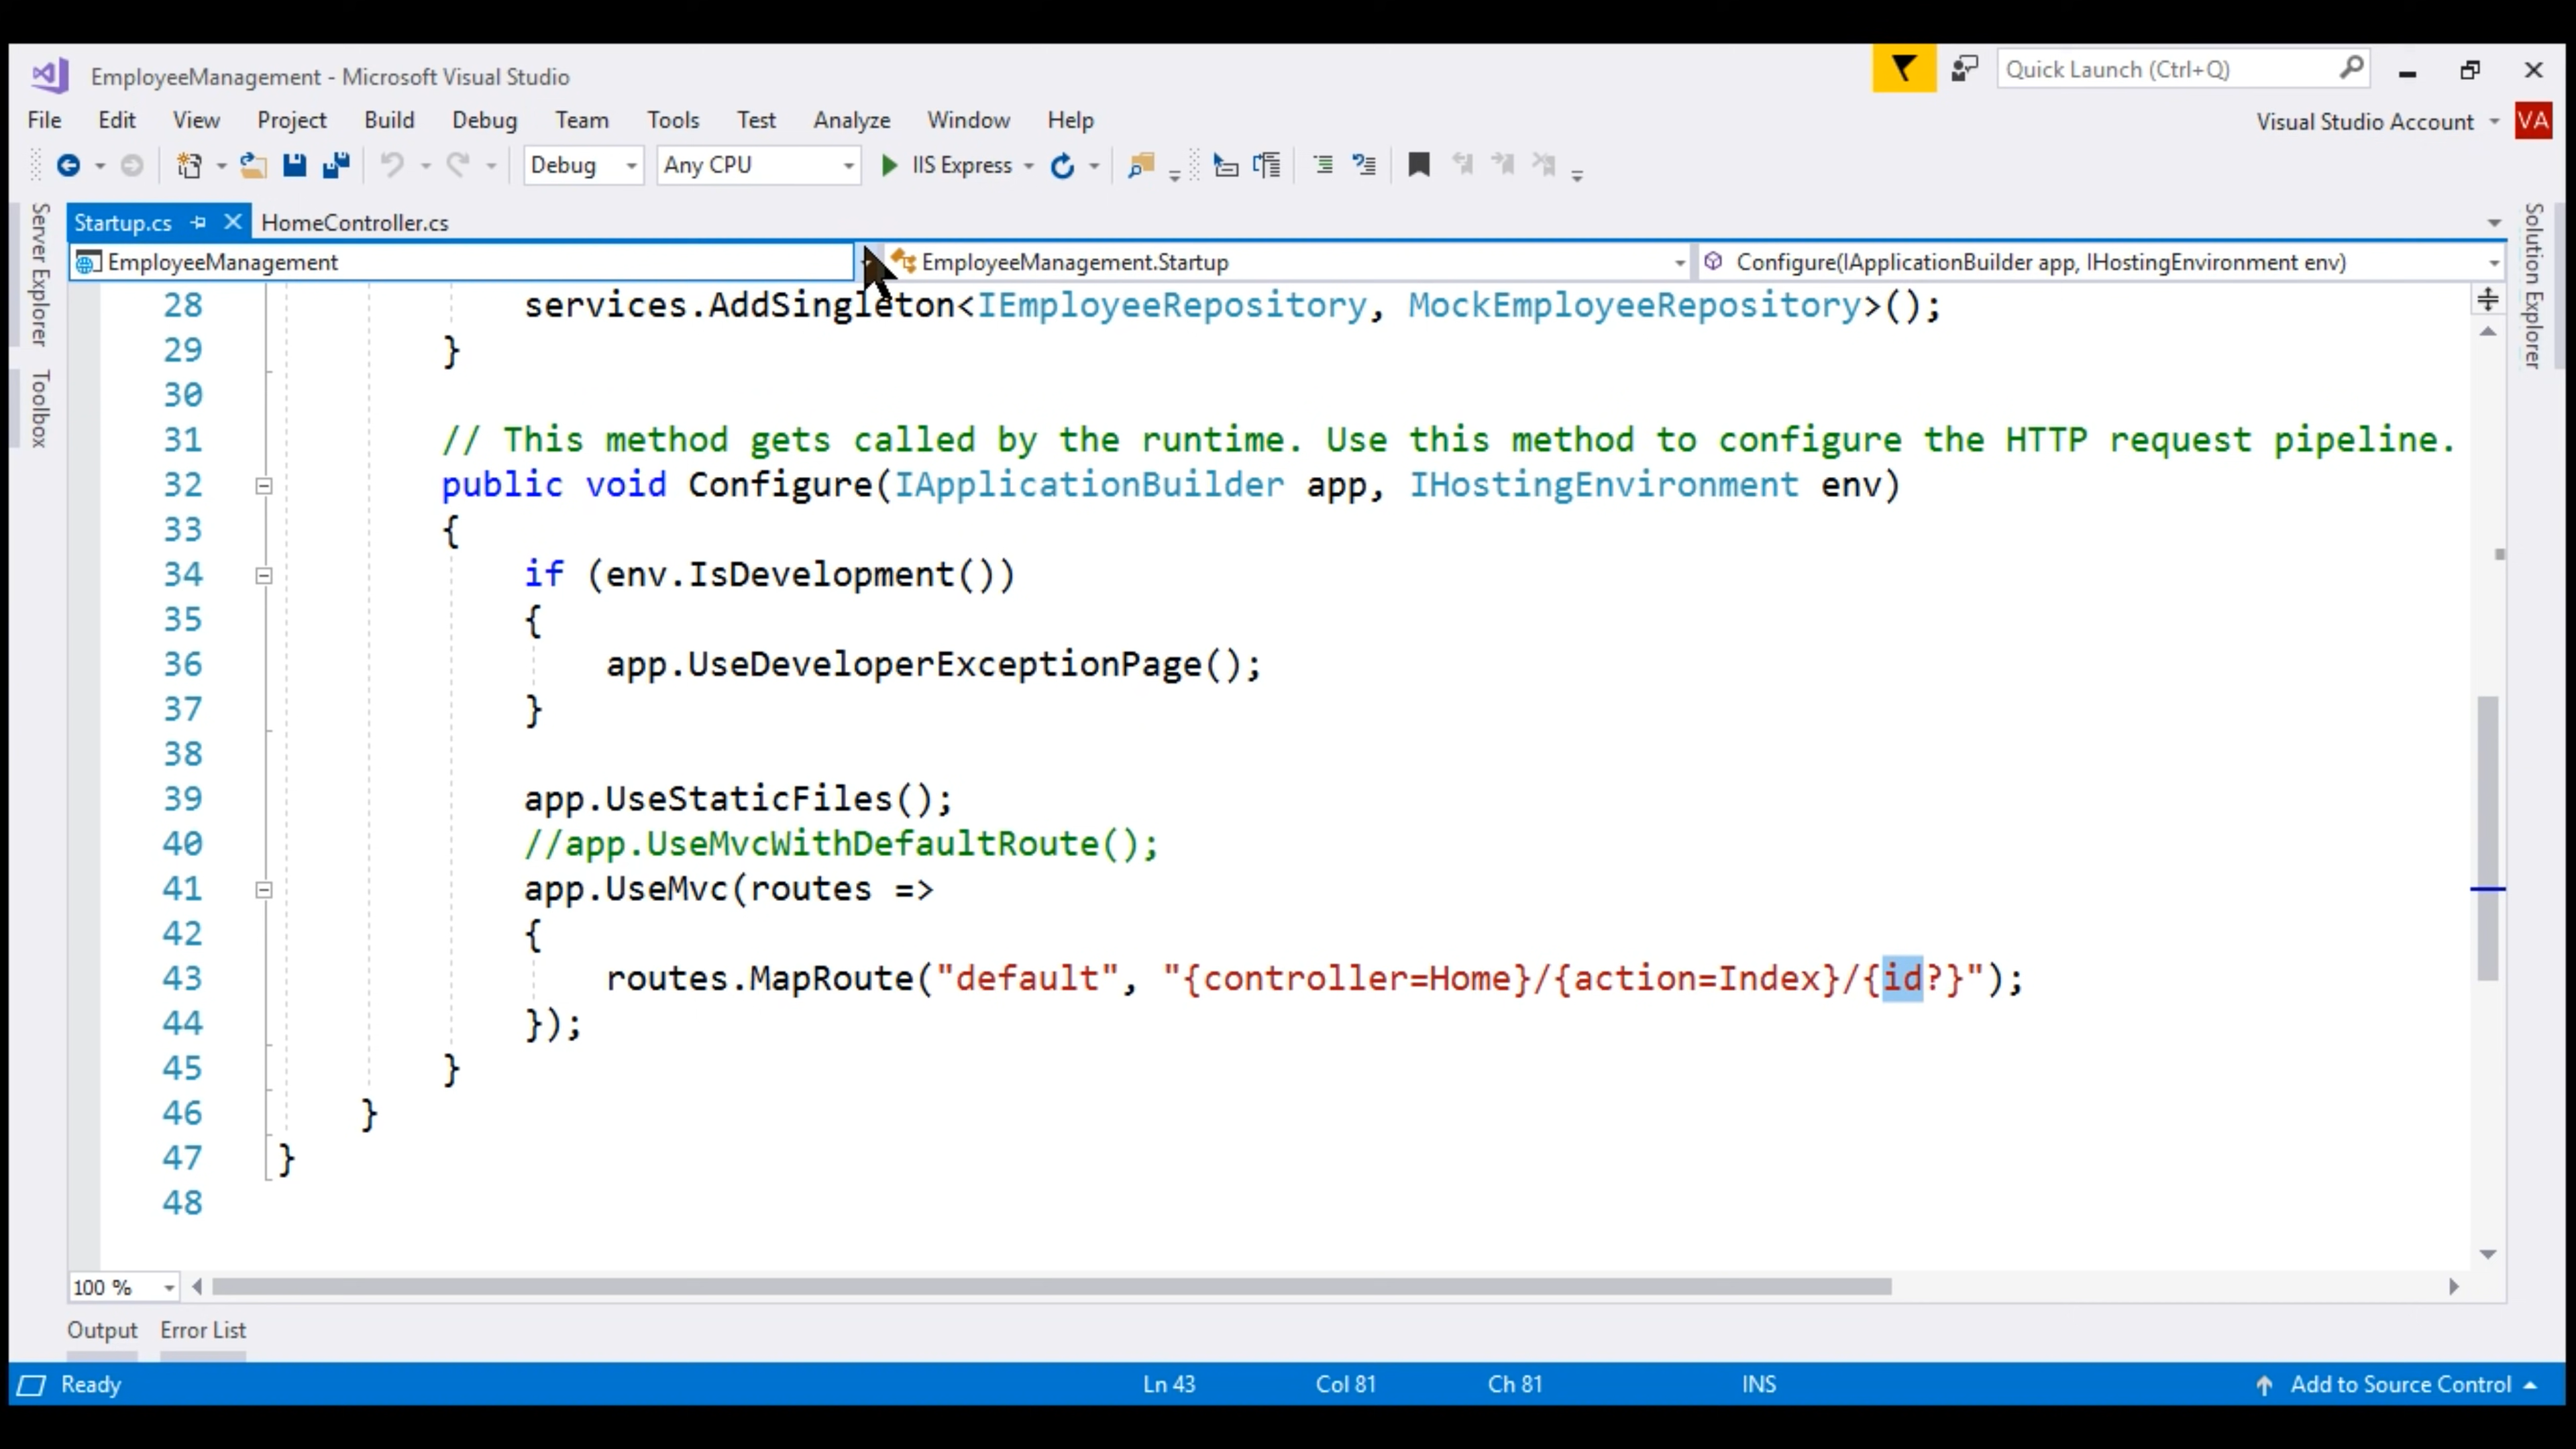 EmployeeManagement - Microsoft Visual Studio
Quick Launch (Ctrl+Q)
File Edit View Project Build Debug Team Tools Test Analyze Window Help
Visual Studio Account VA
Debug Any CPU IIS Express
Server Explorer
Toolbox
Solution Explorer
Startup.cs HomeController.cs
EmployeeManagement EmployeeManagement.Startup Configure(IApplicationBuilder app, IHostingEnvironment env)
28 services.AddSingleton<IEmployeeRepository, MockEmployeeRepository>();
29 }
30
31 // This method gets called by the runtime. Use this method to configure the HTTP request pipeline.
32 public void Configure(IApplicationBuilder app, IHostingEnvironment env)
33 {
34 if (env.IsDevelopment())
35 {
36 app.UseDeveloperExceptionPage();
37 }
38
39 app.UseStaticFiles();
40 //app.UseMvcWithDefaultRoute();
41 app.UseMvc(routes =>
42 {
43 routes.MapRoute("default", "{controller=Home}/{action=Index}/{id?}");
44 });
45 }
46 }
47 }
48
100 %
Output Error List
Ready Ln 43 Col 81 Ch 81 INS Add to Source Control